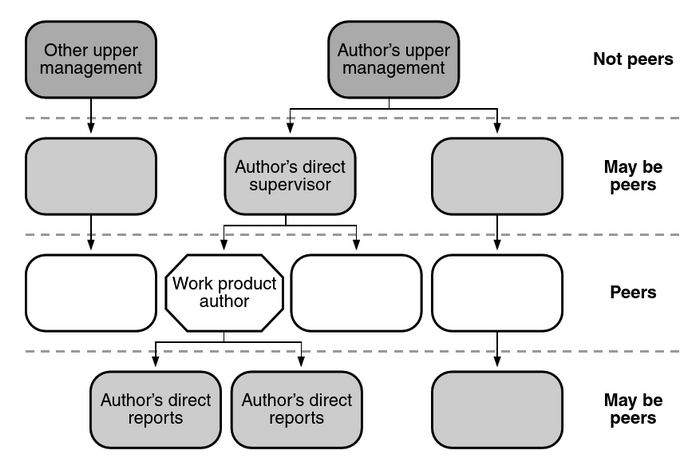 Other upper
management
Author's upper
management
Not peers
Author's direct
supervisor
May be
peers
Work product
author
Peers
Author's direct
reports
Author's direct
reports
May be
peers